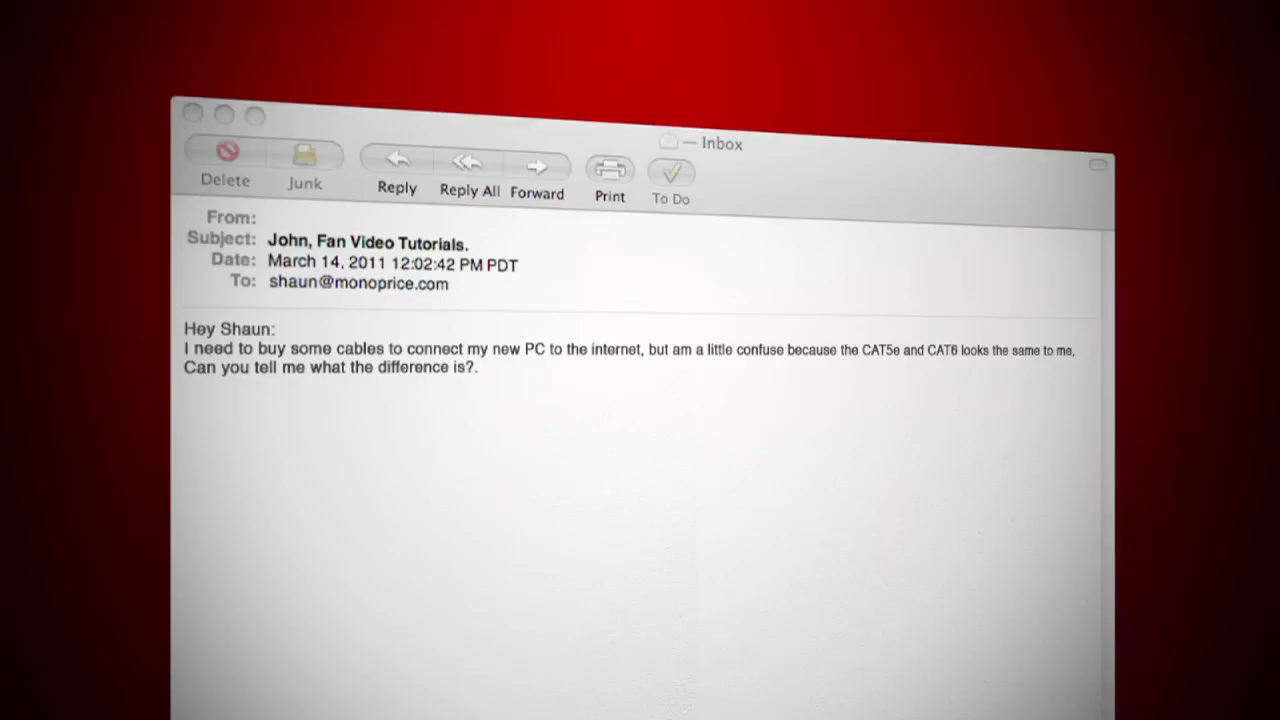 — Inbox
Delete Junk Reply Reply All Forward Print To Do
From:
Subject: John, Fan Video Tutorials.
Date: March 14, 2011 12:02:42 PM PDT
To: shaun@monoprice.com
Hey Shaun:
I need to buy some cables to connect my new PC to the internet, but am a little confuse because the CAT5e and CAT6 looks the same to me,
Can you tell me what the difference is?.